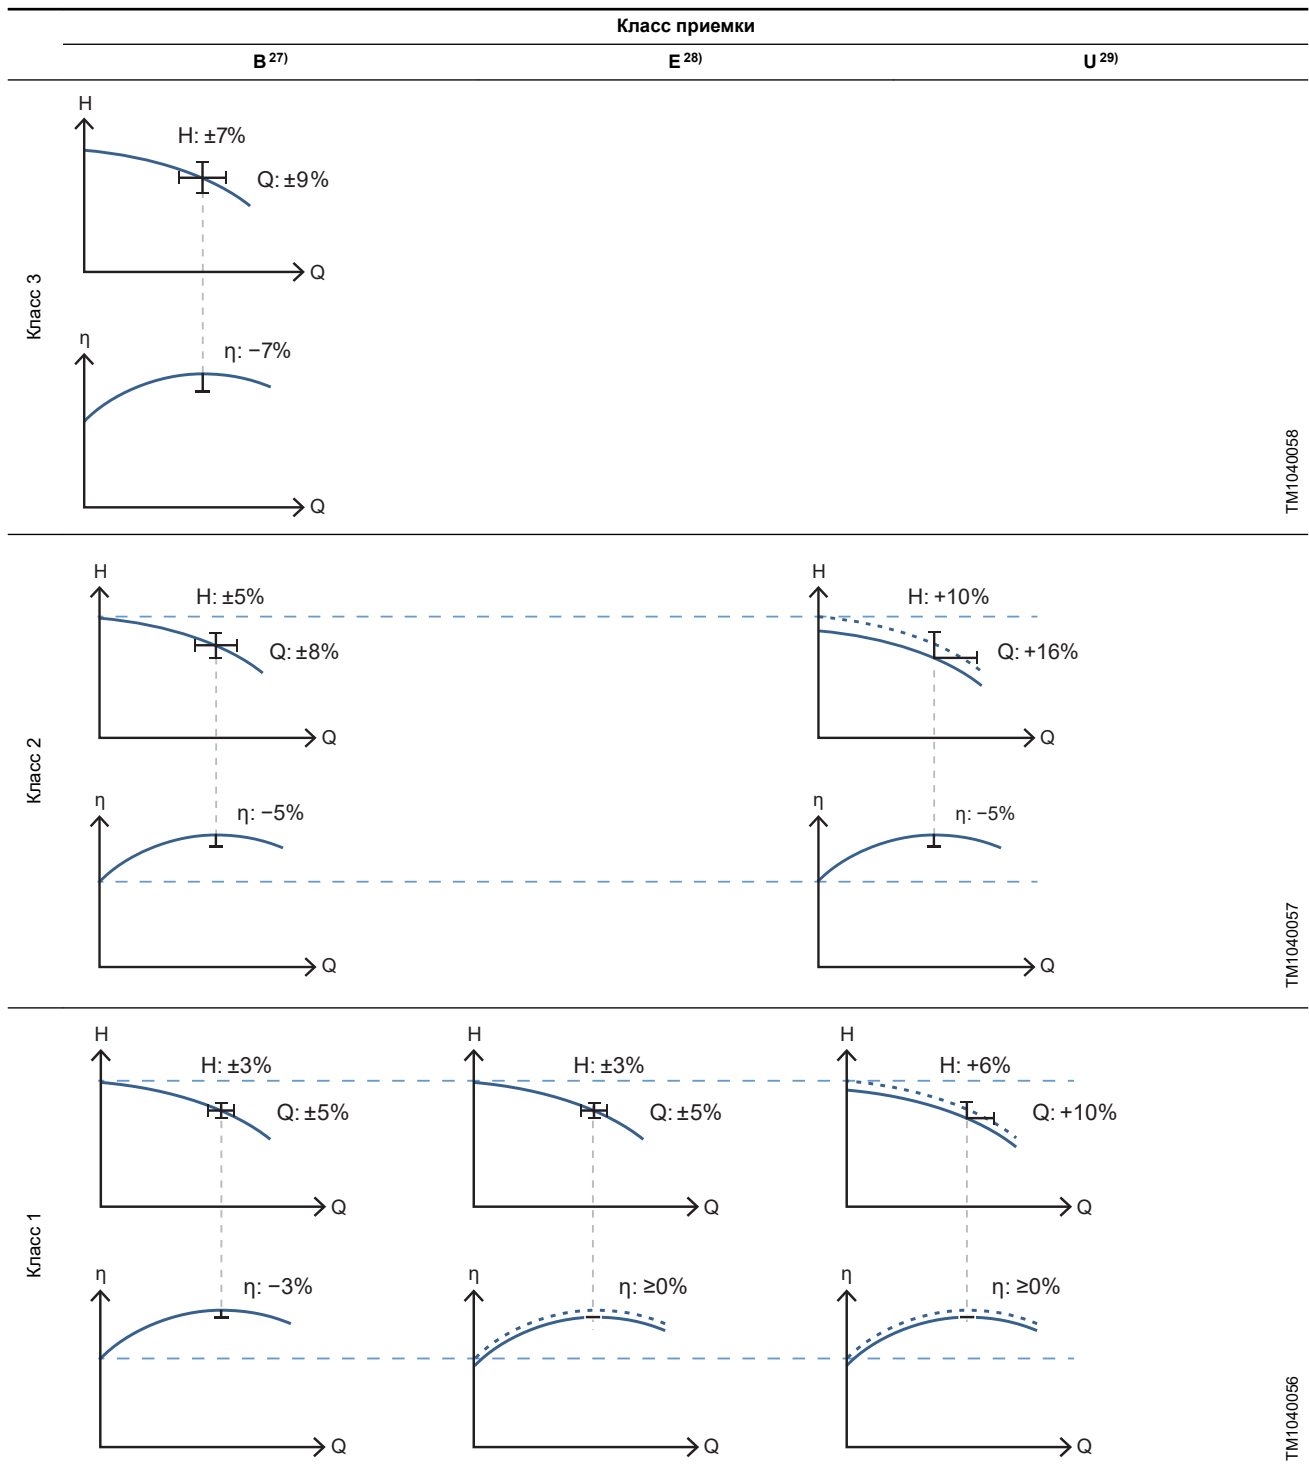 Класс приемки
B 27) E 28) U 29)
Класс 3
H
H: ±7%
Q: ±9%
Q
η
η: −7%
Q
TM1040058
Класс 2
H
H: ±5%
Q: ±8%
Q
η
η: −5%
Q
H
H: +10%
Q: +16%
Q
η
η: −5%
Q
TM1040057
Класс 1
H
H: ±3%
Q: ±5%
Q
η
η: −3%
Q
H
H: ±3%
Q: ±5%
Q
η
η: ≥0%
Q
H
H: +6%
Q: +10%
Q
η
η: ≥0%
Q
TM1040056